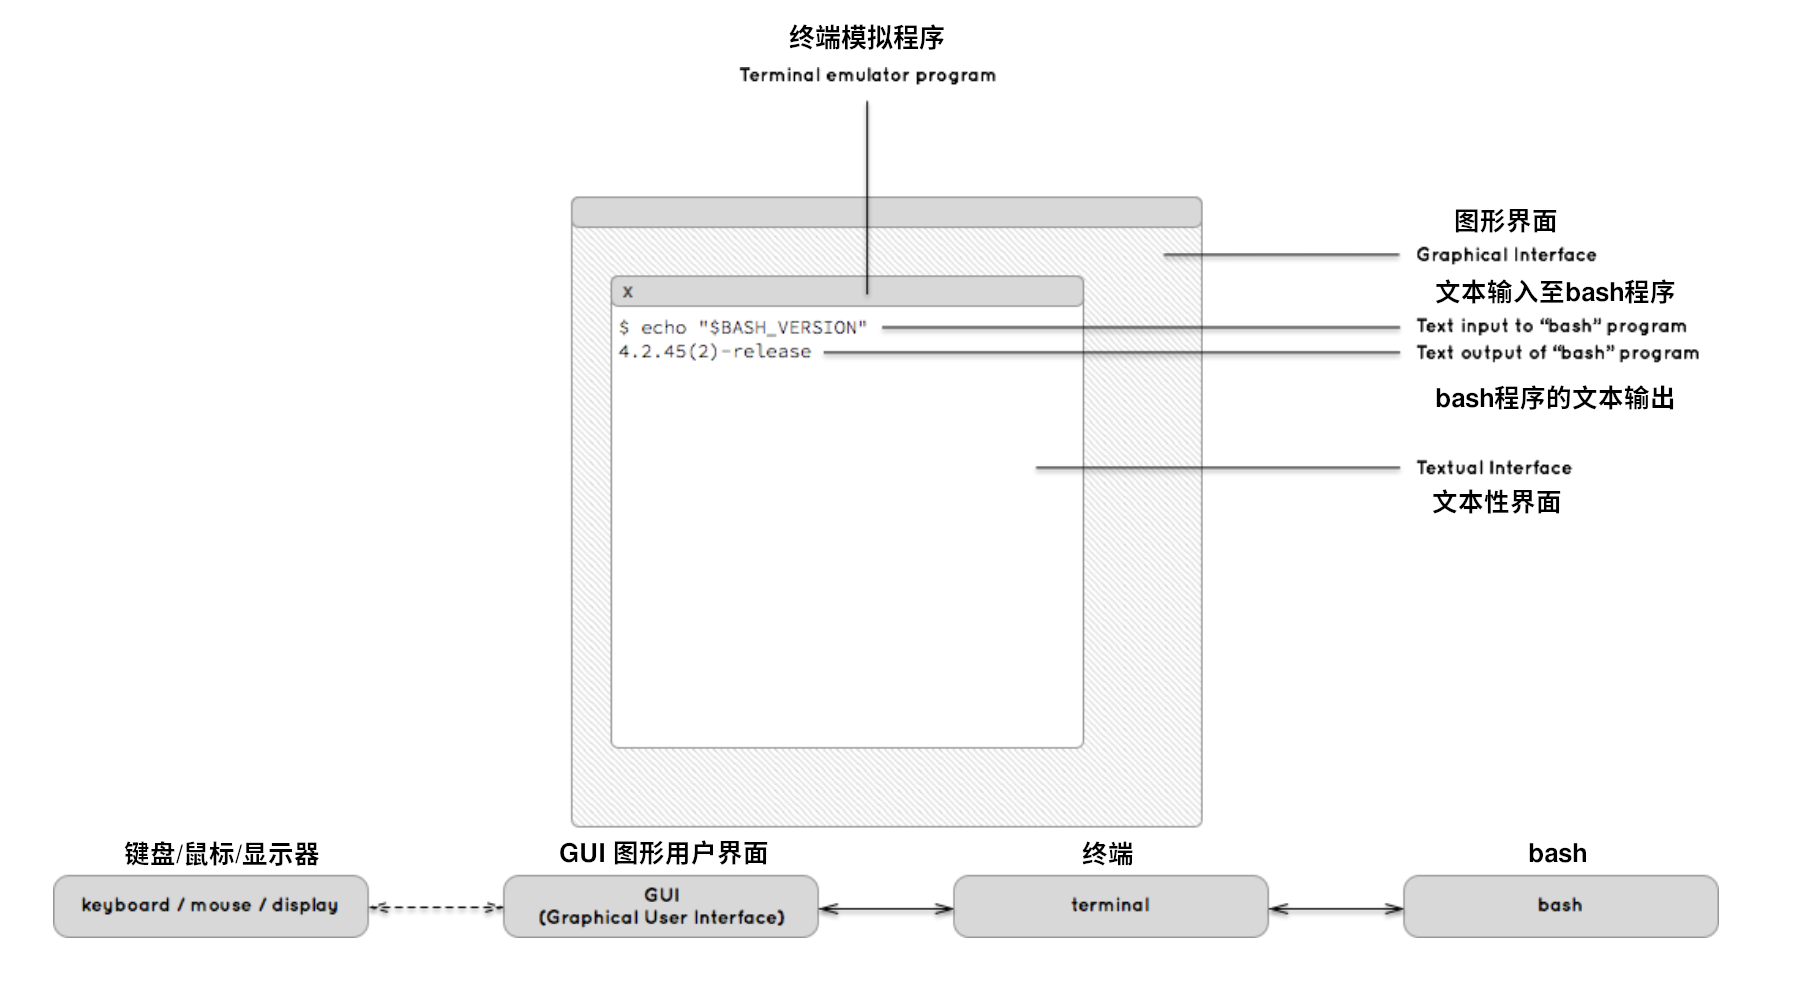 终端模拟程序
Terminal emulator program
图形界面
Graphical Interface
X
文本输入至bash程序
$ echo "$BASH_VERSION"
Text input to “bash” program
4.2.45(2)-release
Text output of “bash” program
bash程序的文本输出
Textual Interface
文本性界面
键盘/鼠标/显示器
GUI 图形用户界面
终端
bash
keyboard / mouse / display
GUI
(Graphical User Interface)
terminal
bash